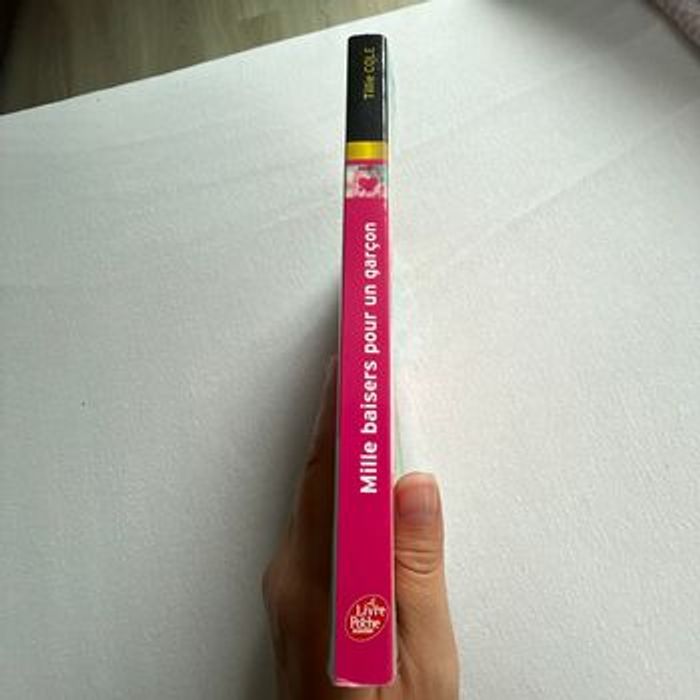 Tillie COLE
Mille baisers pour un garçon
Le
Livre
de
Poche